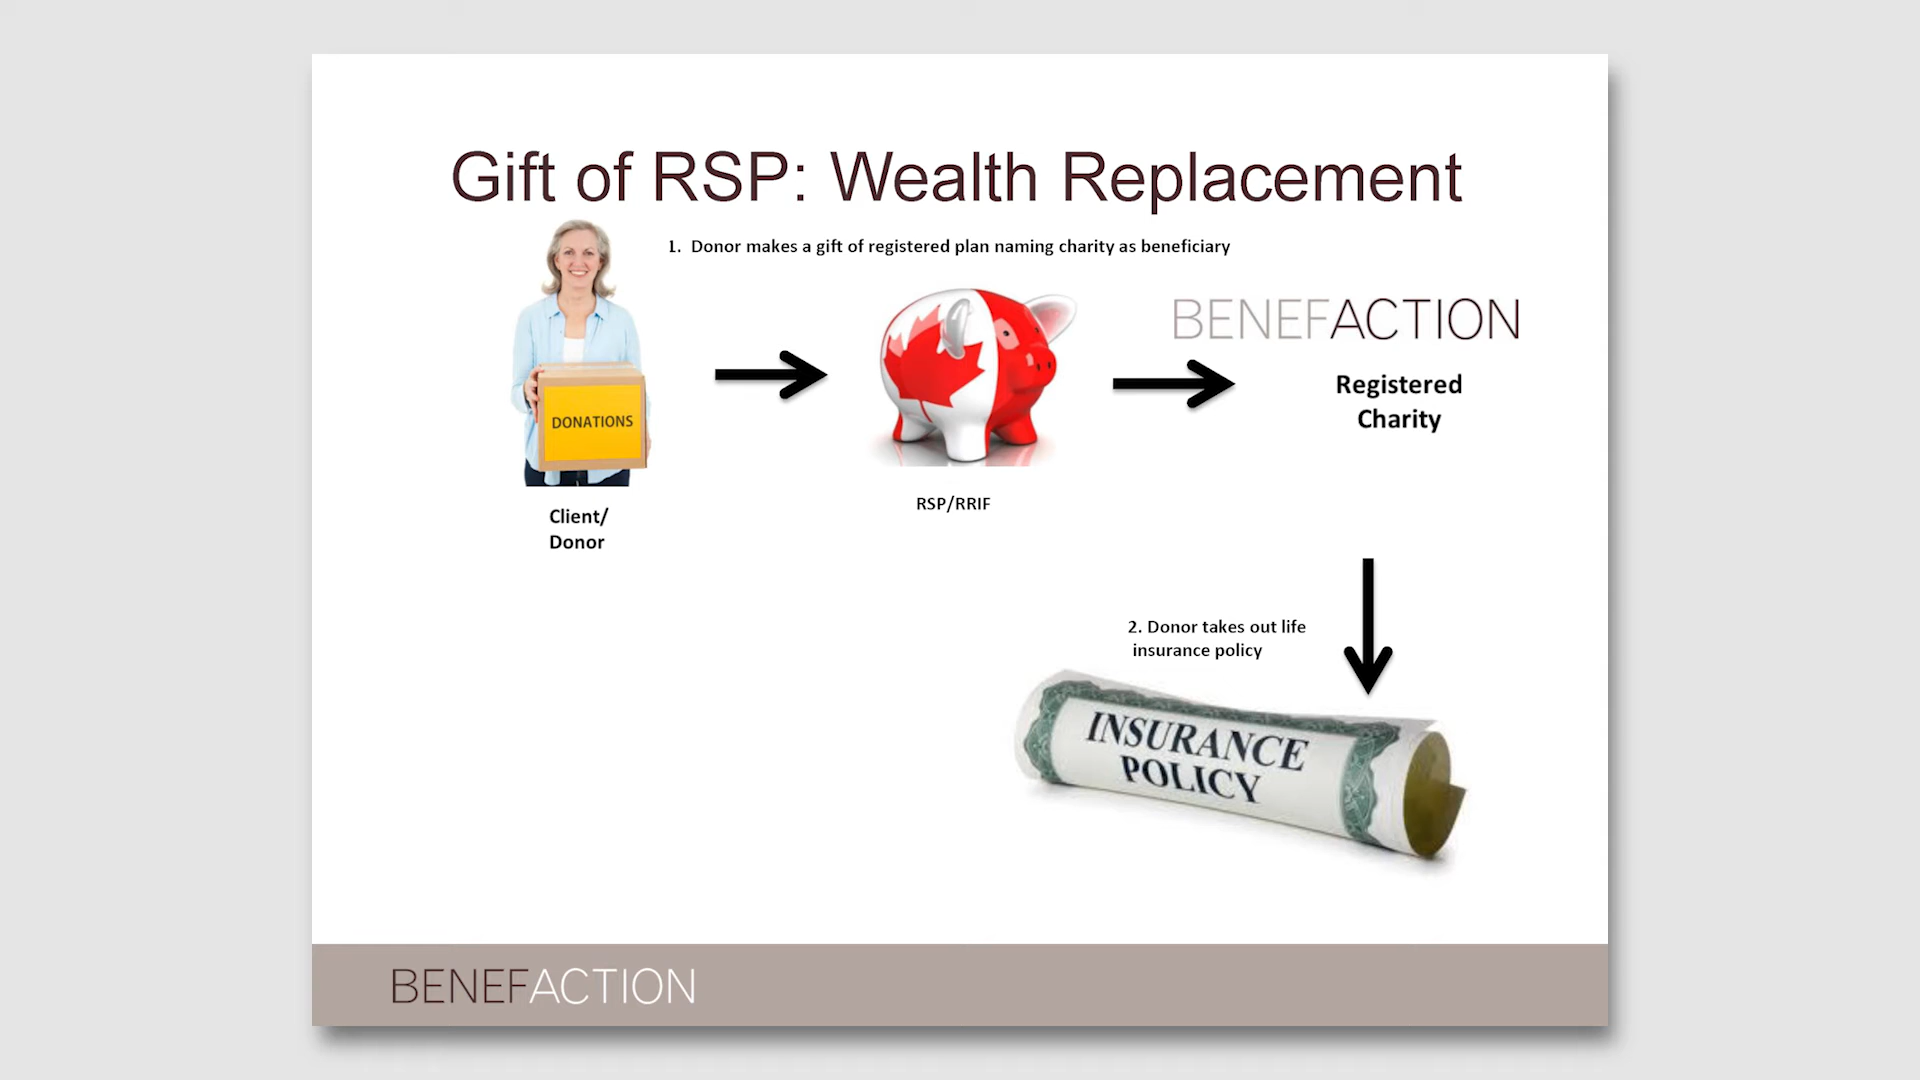 Gift of RSP: Wealth Replacement
1. Donor makes a gift of registered plan naming charity as beneficiary
BENEFACTION
Registered
Charity
DONATIONS
RSP/RRIF
Client/
Donor
2. Donor takes out life
insurance policy
INSURANCE
POLICY
BENEFACTION